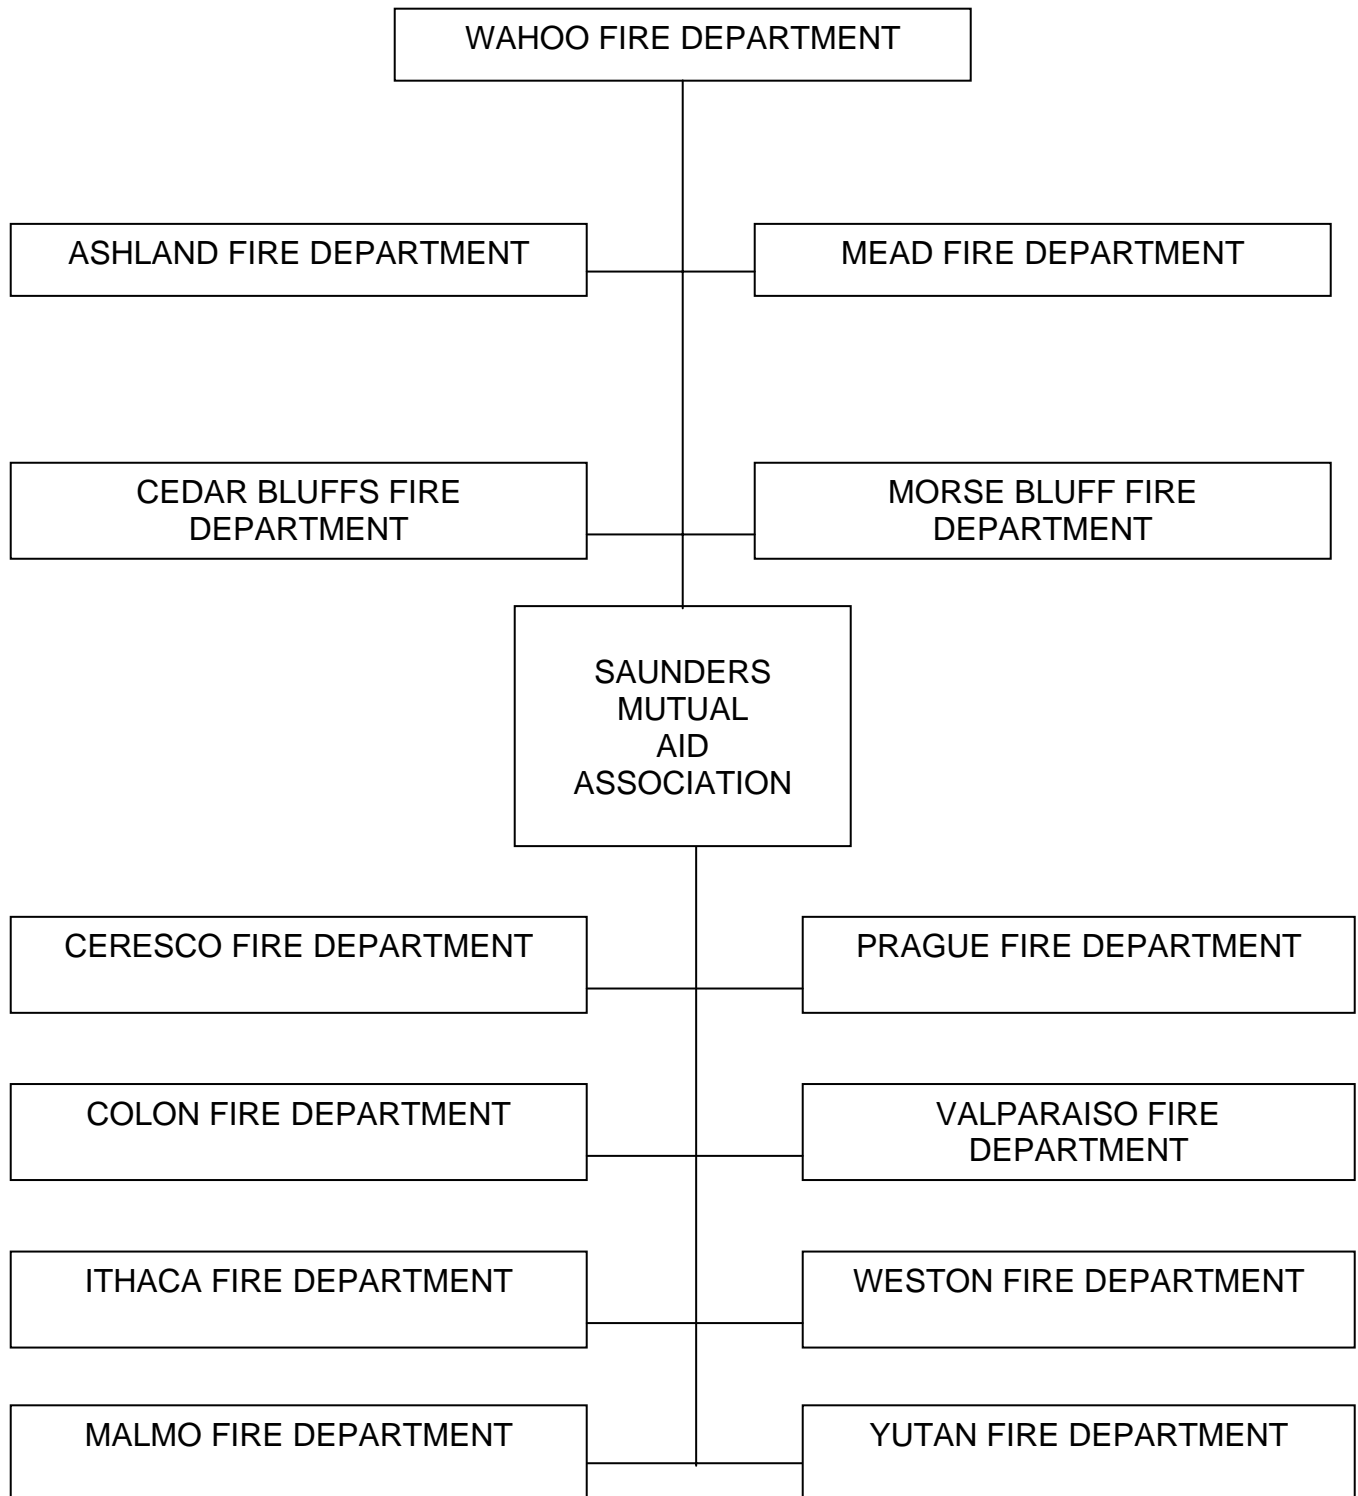 WAHOO FIRE DEPARTMENT
ASHLAND FIRE DEPARTMENT
MEAD FIRE DEPARTMENT
CEDAR BLUFFS FIRE
DEPARTMENT
MORSE BLUFF FIRE
DEPARTMENT
SAUNDERS
MUTUAL
AID
ASSOCIATION
CERESCO FIRE DEPARTMENT
PRAGUE FIRE DEPARTMENT
COLON FIRE DEPARTMENT
VALPARAISO FIRE
DEPARTMENT
ITHACA FIRE DEPARTMENT
WESTON FIRE DEPARTMENT
MALMO FIRE DEPARTMENT
YUTAN FIRE DEPARTMENT